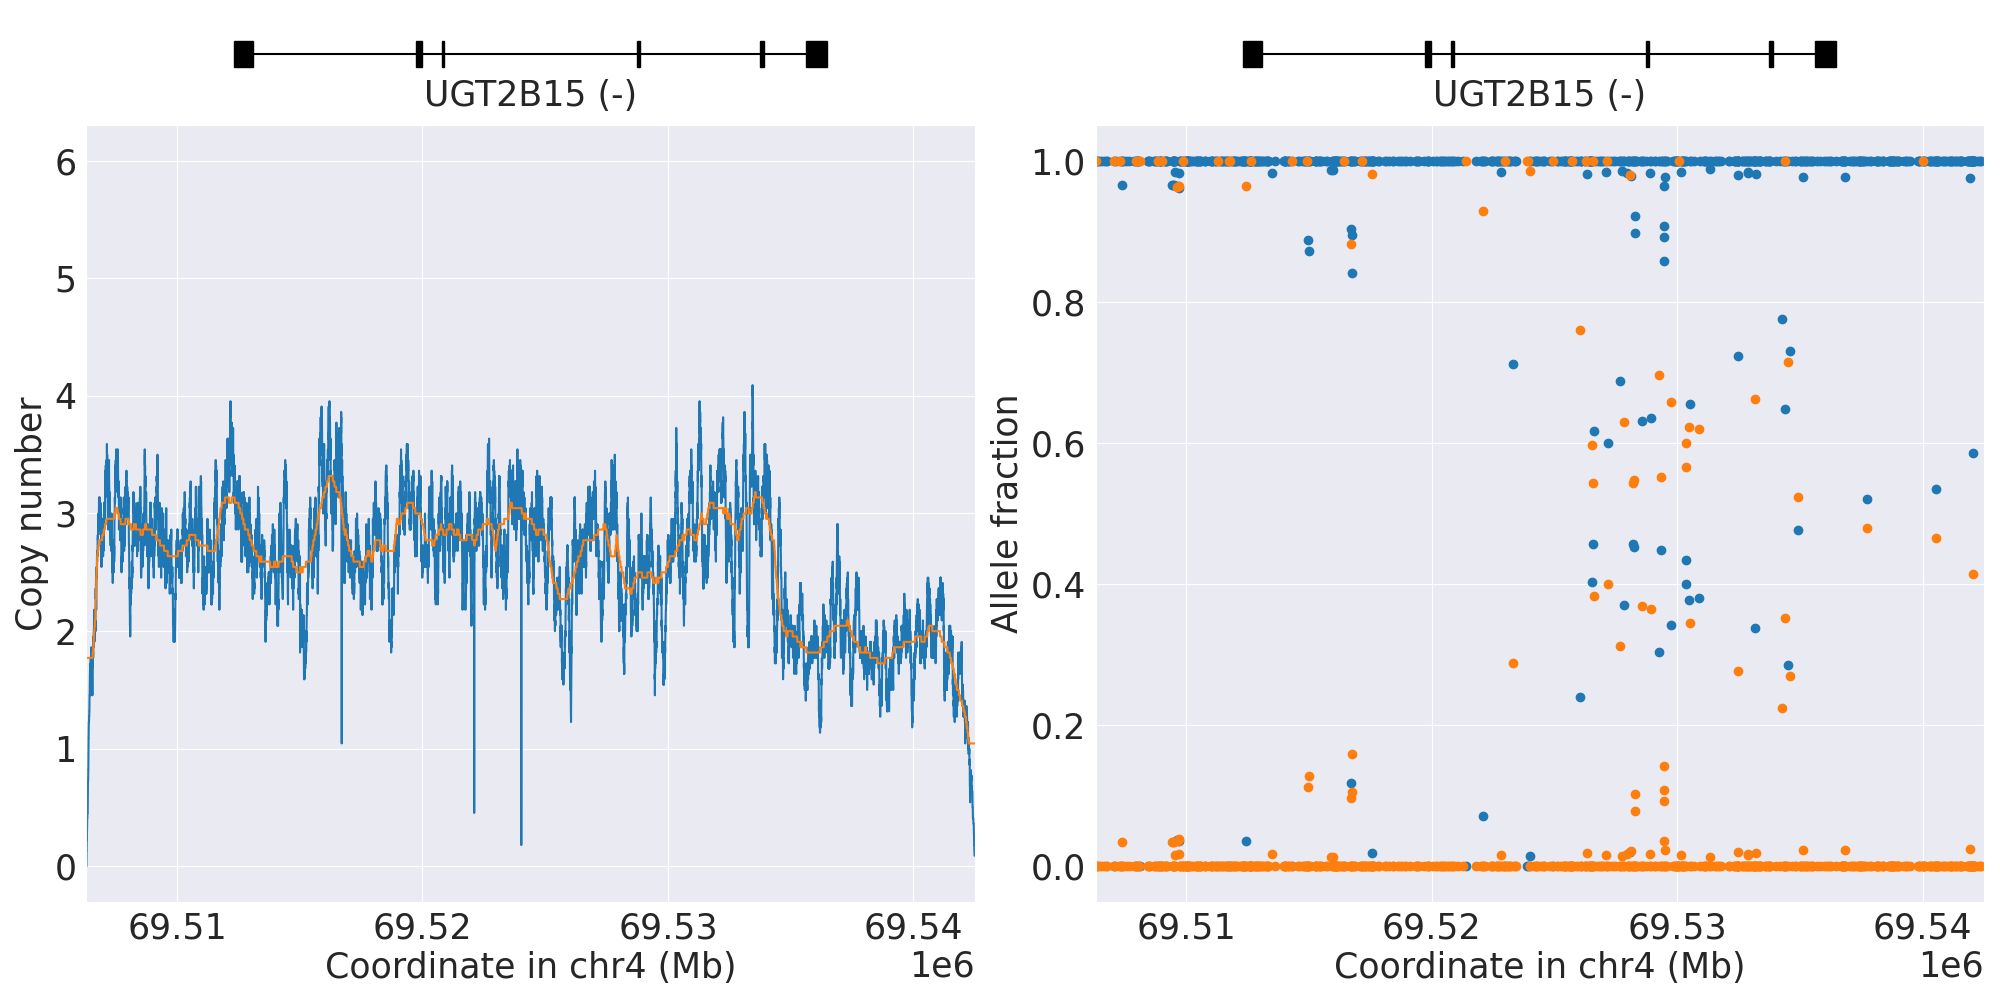 UGT2B15 (-)
6
5
4
3
2
1
0
Copy number
69.51 69.52 69.53 69.54
Coordinate in chr4 (Mb)
1e6
UGT2B15 (-)
1.0
0.8
0.6
0.4
0.2
0.0
Allele fraction
69.51 69.52 69.53 69.54
Coordinate in chr4 (Mb)
1e6